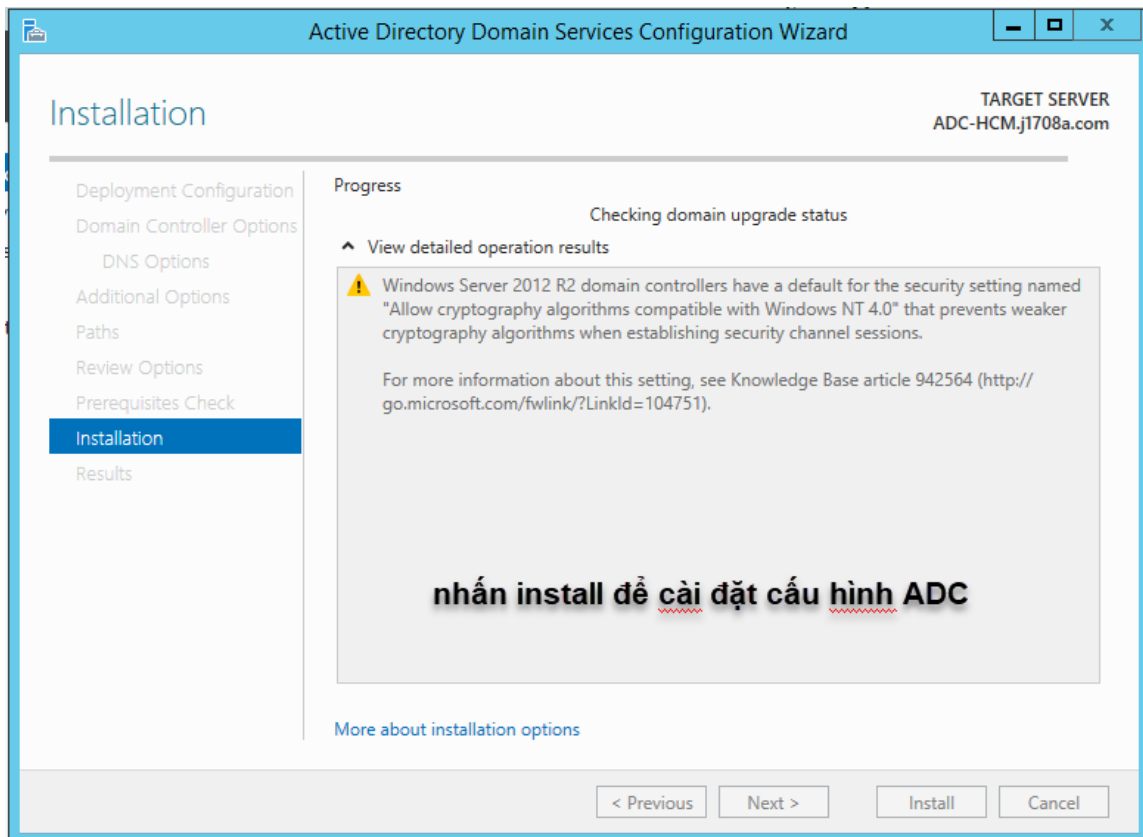 Active Directory Domain Services Configuration Wizard
Installation
TARGET SERVER
ADC-HCM.j1708a.com
Deployment Configuration
Domain Controller Options
DNS Options
Additional Options
Paths
Review Options
Prerequisites Check
Installation
Results
Progress
Checking domain upgrade status
View detailed operation results
Windows Server 2012 R2 domain controllers have a default for the security setting named
"Allow cryptography algorithms compatible with Windows NT 4.0" that prevents weaker
cryptography algorithms when establishing security channel sessions.
For more information about this setting, see Knowledge Base article 942564 (http://
go.microsoft.com/fwlink/?LinkId=104751).
nhấn install để cài đặt cấu hình ADC
More about installation options
< Previous
Next >
Install
Cancel